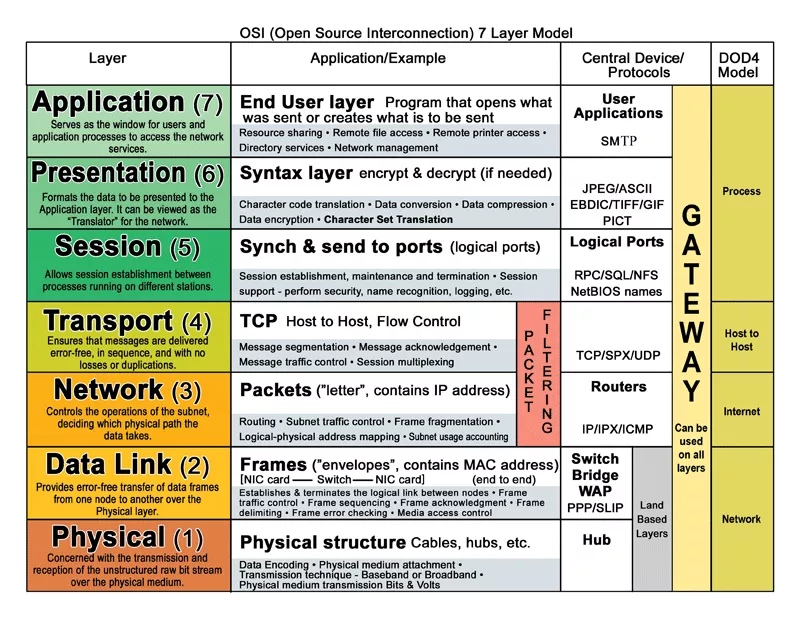 OSI (Open Source Interconnection) 7 Layer Model
Layer
Application/Example
Central Device/
Protocols
DOD4
Model
Application (7)
Serves as the window for users and
application processes to access the network
services.
End User layer Program that opens what
was sent or creates what is to be sent
Resource sharing • Remote file access • Remote printer access •
Directory services • Network management
User
Applications
SMTP
Presentation (6)
Formats the data to be presented to the
Application layer. It can be viewed as the
"Translator" for the network.
Syntax layer encrypt & decrypt (if needed)
Character code translation • Data conversion • Data compression •
Data encryption • Character Set Translation
JPEG/ASCII
EBDIC/TIFF/GIF
PICT
Session (5)
Allows session establishment between
processes running on different stations.
Synch & send to ports (logical ports)
Session establishment, maintenance and termination • Session
support - perform security, name recognition, logging, etc.
Logical Ports
RPC/SQL/NFS
NetBIOS names
Process
Transport (4)
Ensures that messages are delivered
error-free, in sequence, and with no
losses or duplications.
TCP Host to Host, Flow Control
Message segmentation • Message acknowledgement •
Message traffic control • Session multiplexing
TCP/SPX/UDP
Host to
Host
Network (3)
Controls the operations of the subnet,
deciding which physical path the
data takes.
Packets ("letter", contains IP address)
Routing • Subnet traffic control • Frame fragmentation •
Logical-physical address mapping • Subnet usage accounting
PACKET
FILTERING
Routers
IP/IPX/ICMP
Internet
Data Link (2)
Provides error-free transfer of data frames
from one node to another over the
Physical layer.
Frames ("envelopes", contains MAC address)
[NIC card —— Switch—— NIC card] (end to end)
Establishes & terminates the logical link between nodes • Frame
traffic control • Frame sequencing • Frame acknowledgment • Frame
delimiting • Frame error checking • Media access control
Switch
Bridge
WAP
PPP/SLIP
Physical (1)
Concerned with the transmission and
reception of the unstructured raw bit stream
over the physical medium.
Physical structure Cables, hubs, etc.
Data Encoding • Physical medium attachment •
Transmission technique - Baseband or Broadband •
Physical medium transmission Bits & Volts
Hub
Land
Based
Layers
GATEWAY
Can be
used
on all
layers
Network